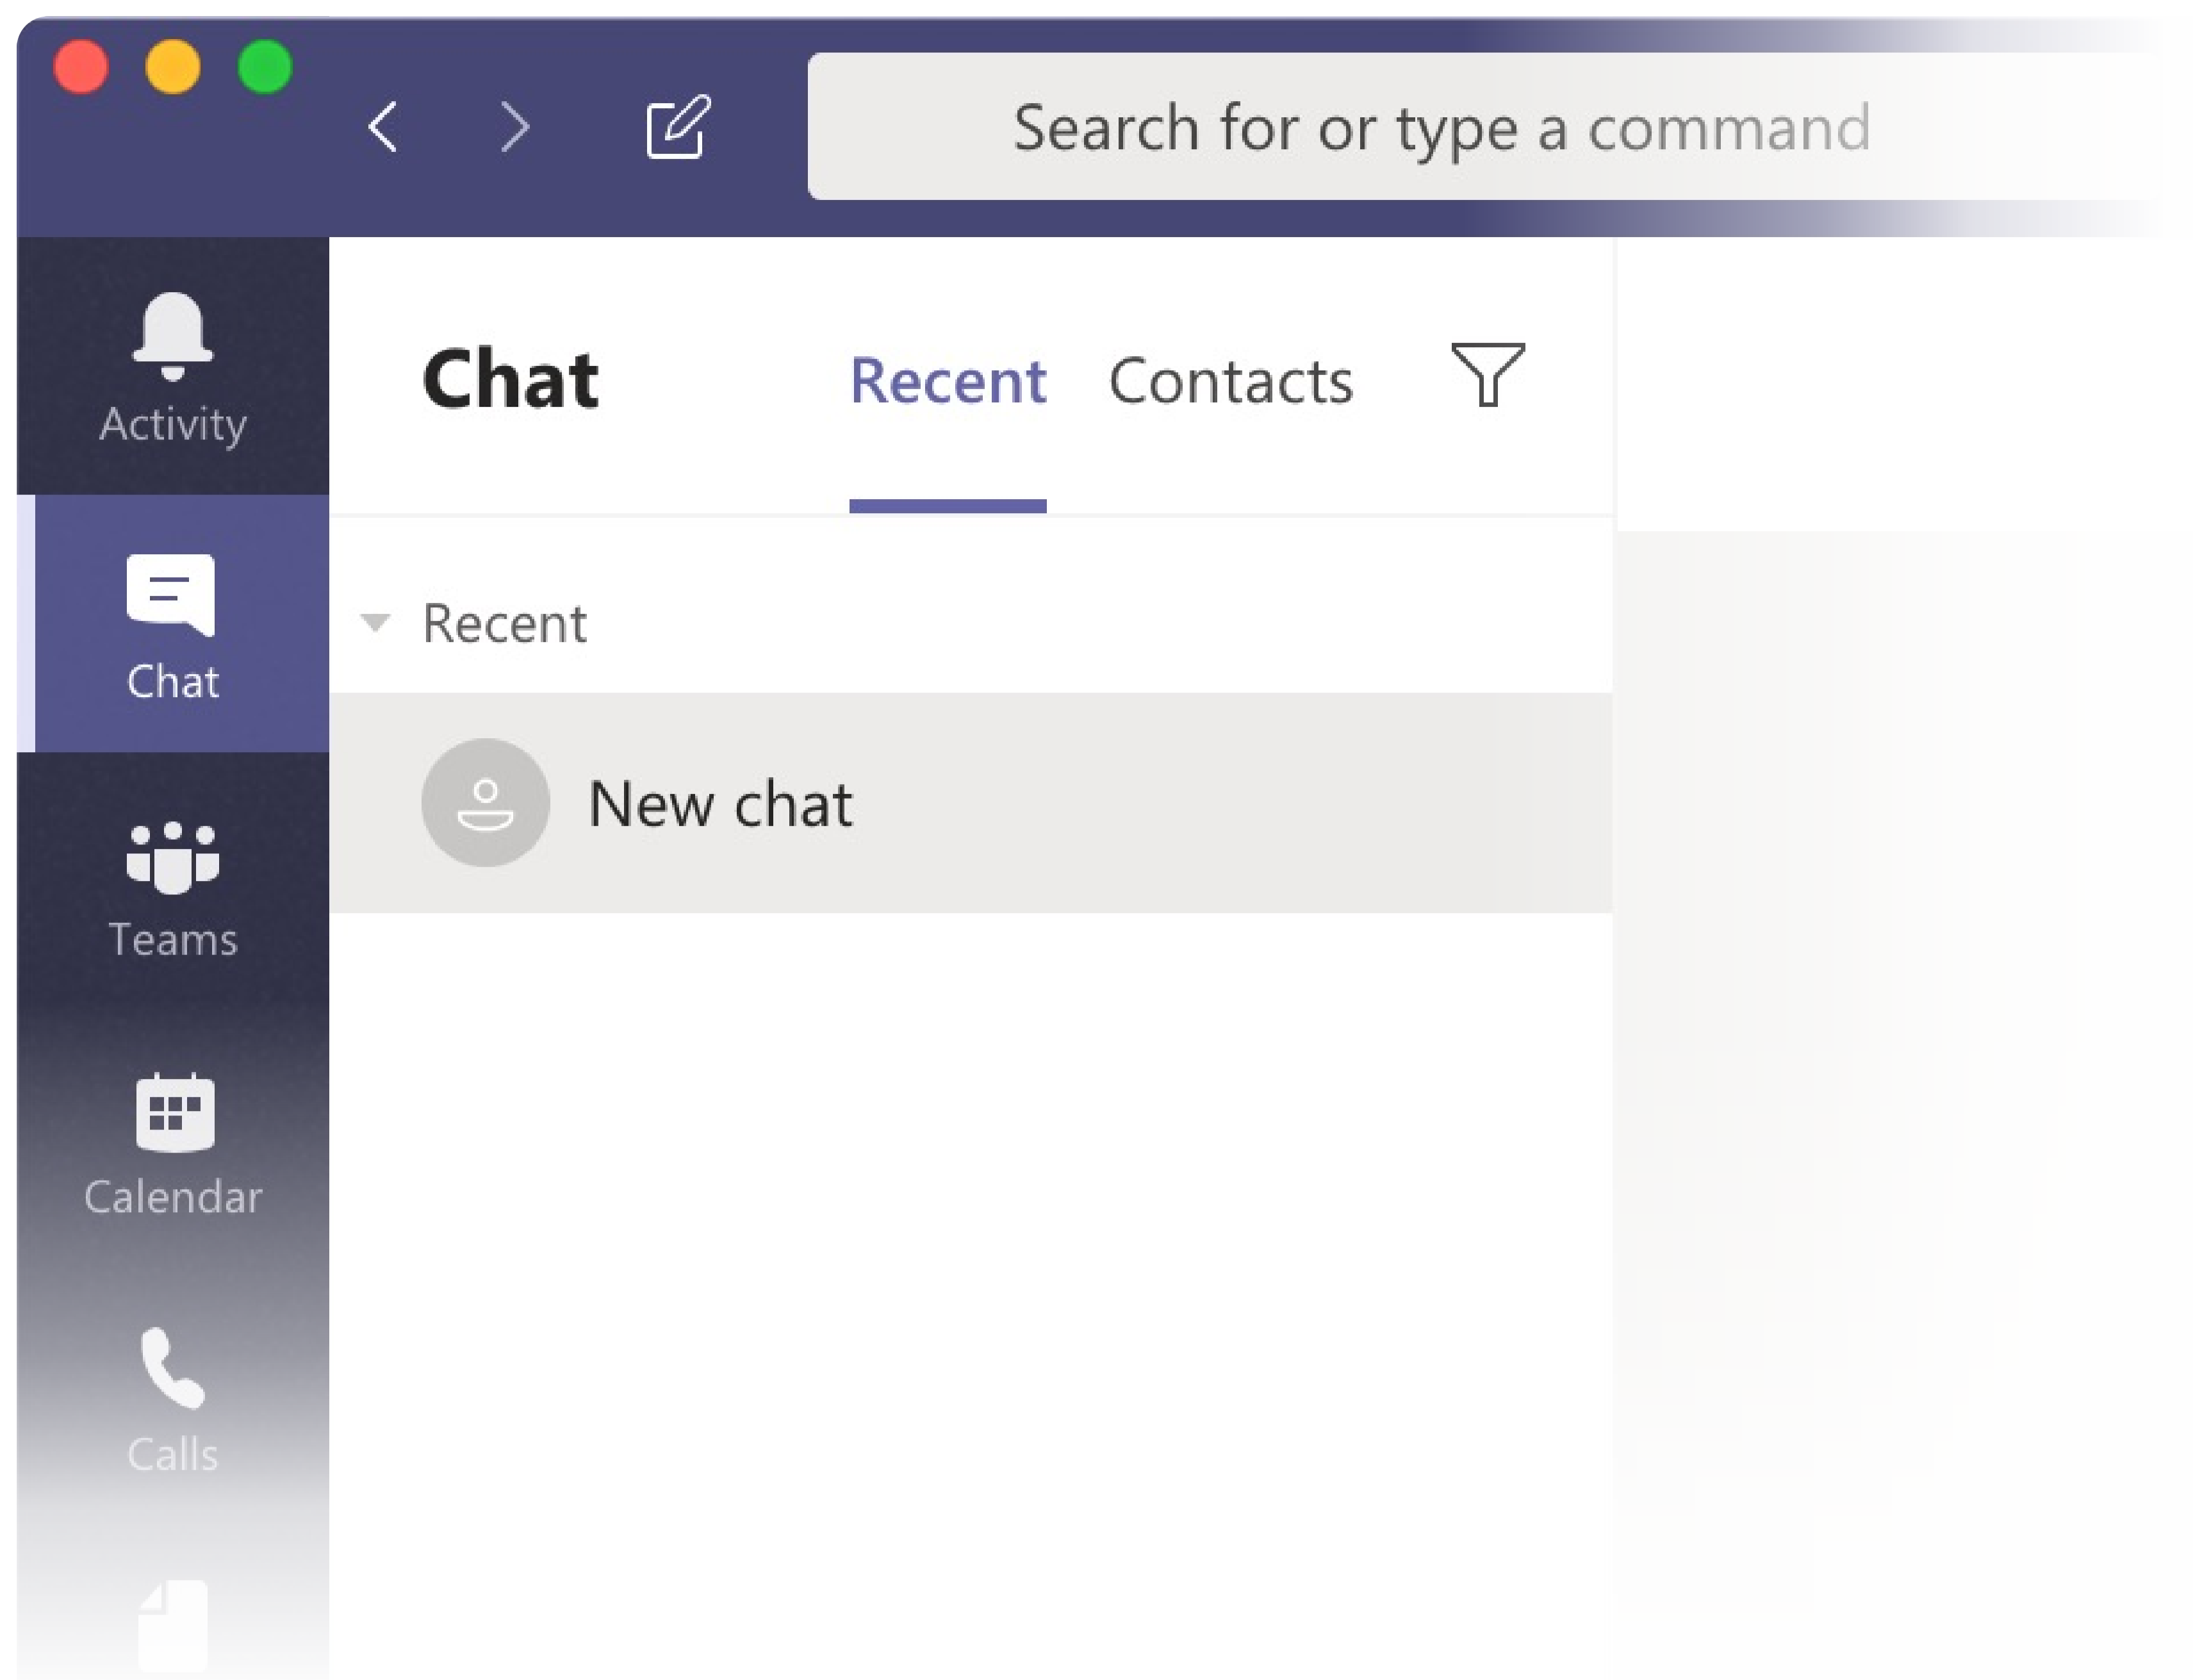 Search for or type a command
Activity
Chat
Teams
Calendar
Calls
Chat
Recent
Contacts
Recent
New chat